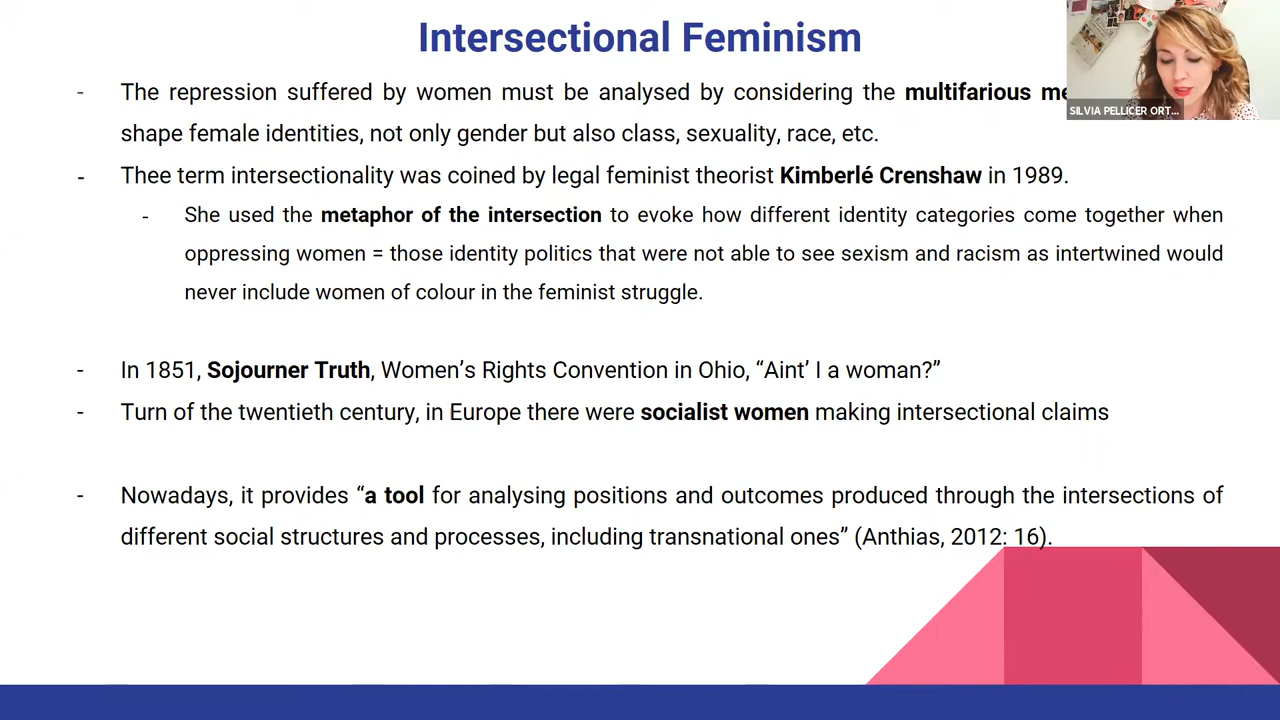 Intersectional Feminism
- The repression suffered by women must be analysed by considering the multifarious
shape female identities, not only gender but also class, sexuality, race, etc.
- Thee term intersectionality was coined by legal feminist theorist Kimberlé Crenshaw in 1989.
- She used the metaphor of the intersection to evoke how different identity categories come together when
oppressing women = those identity politics that were not able to see sexism and racism as intertwined would
never include women of colour in the feminist struggle.
- In 1851, Sojourner Truth, Women’s Rights Convention in Ohio, “Aint’ I a woman?”
- Turn of the twentieth century, in Europe there were socialist women making intersectional claims
- Nowadays, it provides “a tool for analysing positions and outcomes produced through the intersections of
different social structures and processes, including transnational ones” (Anthias, 2012: 16).
SILVIA PELLICER ORT...